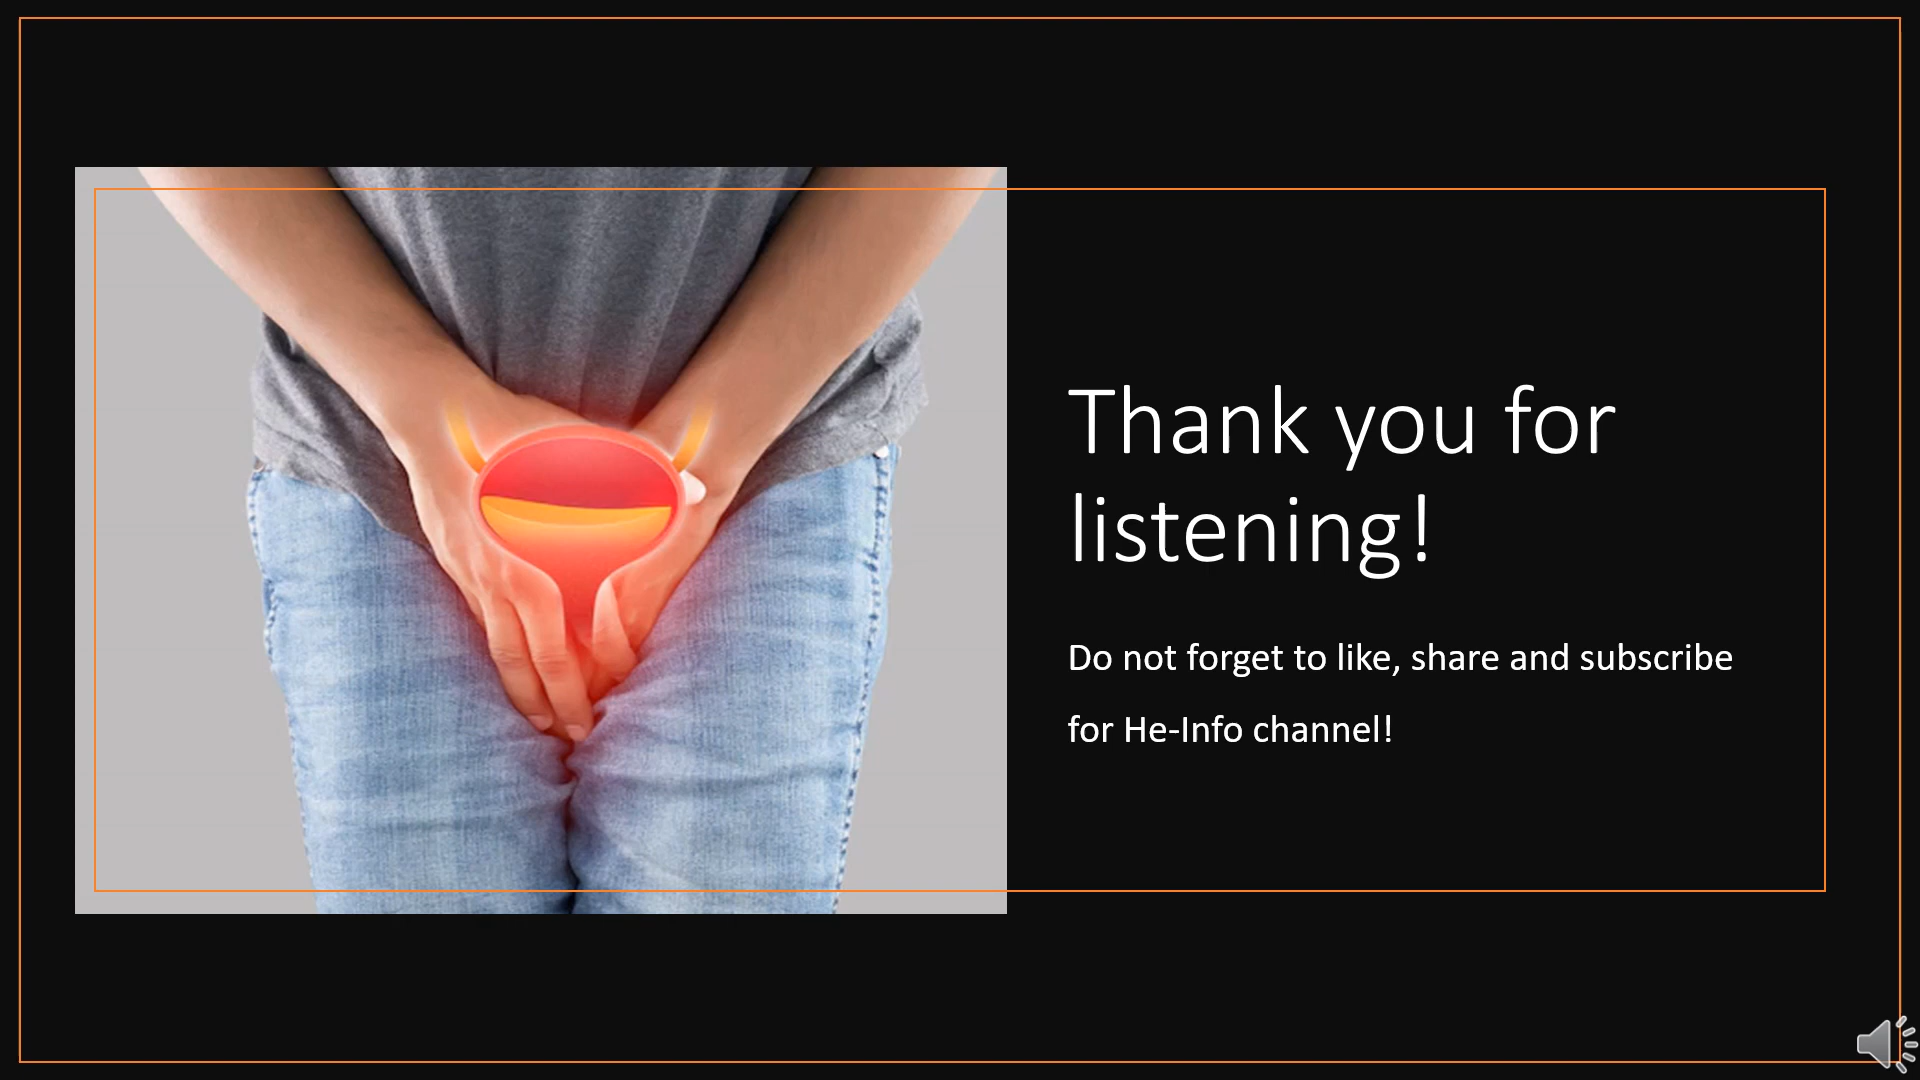 Thank you for
listening!
Do not forget to like, share and subscribe
for He-Info channel!